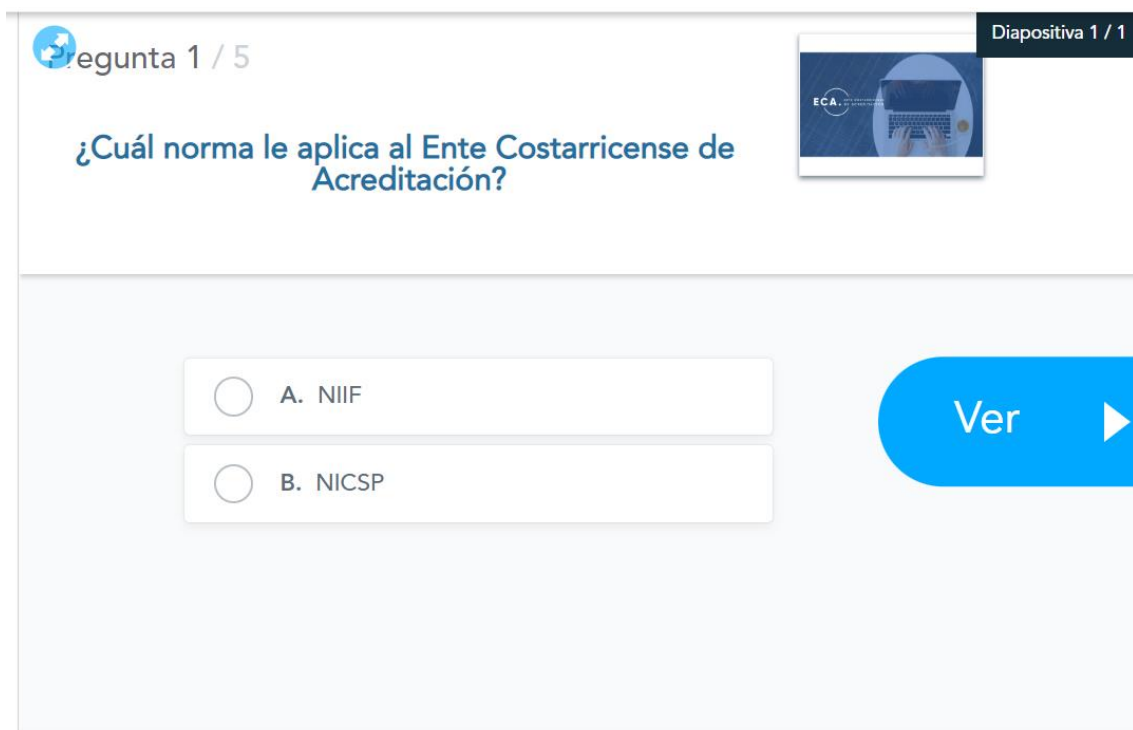 Pregunta 1 / 5
Diapositiva 1 / 1
¿Cuál norma le aplica al Ente Costarricense de
Acreditación?
ECA.
A. NIIF
B. NICSP
Ver